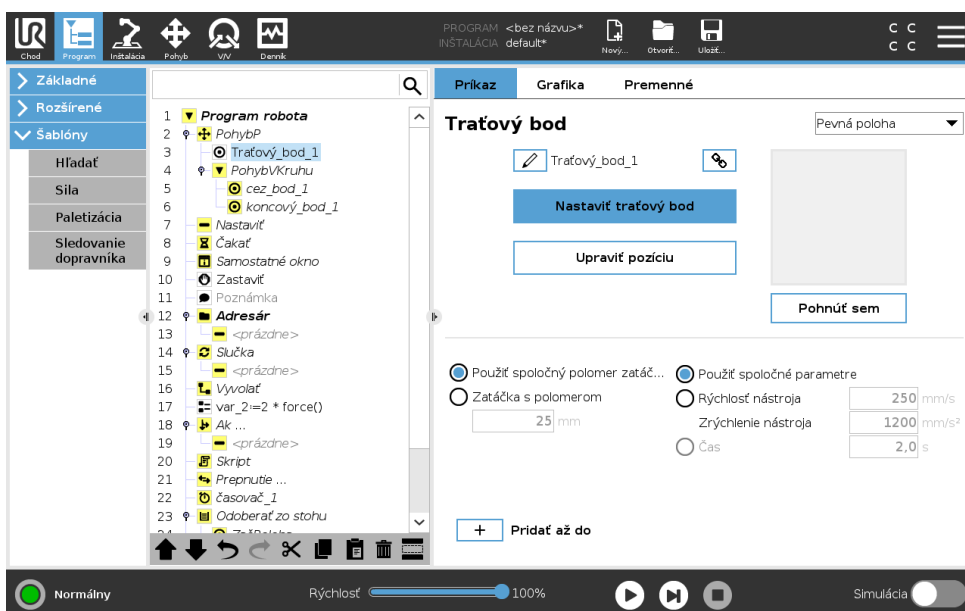 PROGRAM <bez názvu>*
INŠTALÁCIA default*
Chod Program Inštalácia Pohyb V/V Denník Nový... Otvoriť... Uložiť...
C C
C C
Základné
Rozšírené
Šablóny
Hľadať
Sila
Paletizácia
Sledovanie
dopravníka
1 Program robota
2 PohybP
3 Traťový_bod_1
4 PohybVKruhu
5 cez_bod_1
6 koncový_bod_1
7 Nastaviť
8 Čakať
9 Samostatné okno
10 Zastaviť
11 Poznámka
12 Adresár
13 <prázdne>
14 Slučka
15 <prázdne>
16 Vyvolať
17 var_2:=2 * force()
18 Ak ...
19 <prázdne>
20 Skript
21 Prepnutie ...
22 časovač_1
23 Odoberať zo stohu
Príkaz Grafika Premenné
Traťový bod
Pevná poloha
Traťový_bod_1
Nastaviť traťový bod
Upraviť pozíciu
Pohnúť sem
Použiť spoločný polomer zatáč...
Zatáčka s polomerom
25 mm
Použiť spoločné parametre
Rýchlosť nástroja 250 mm/s
Zrýchlenie nástroja 1200 mm/s²
Čas 2,0 s
+ Pridať až do
Normálny
Rýchlosť 100%
Simulácia